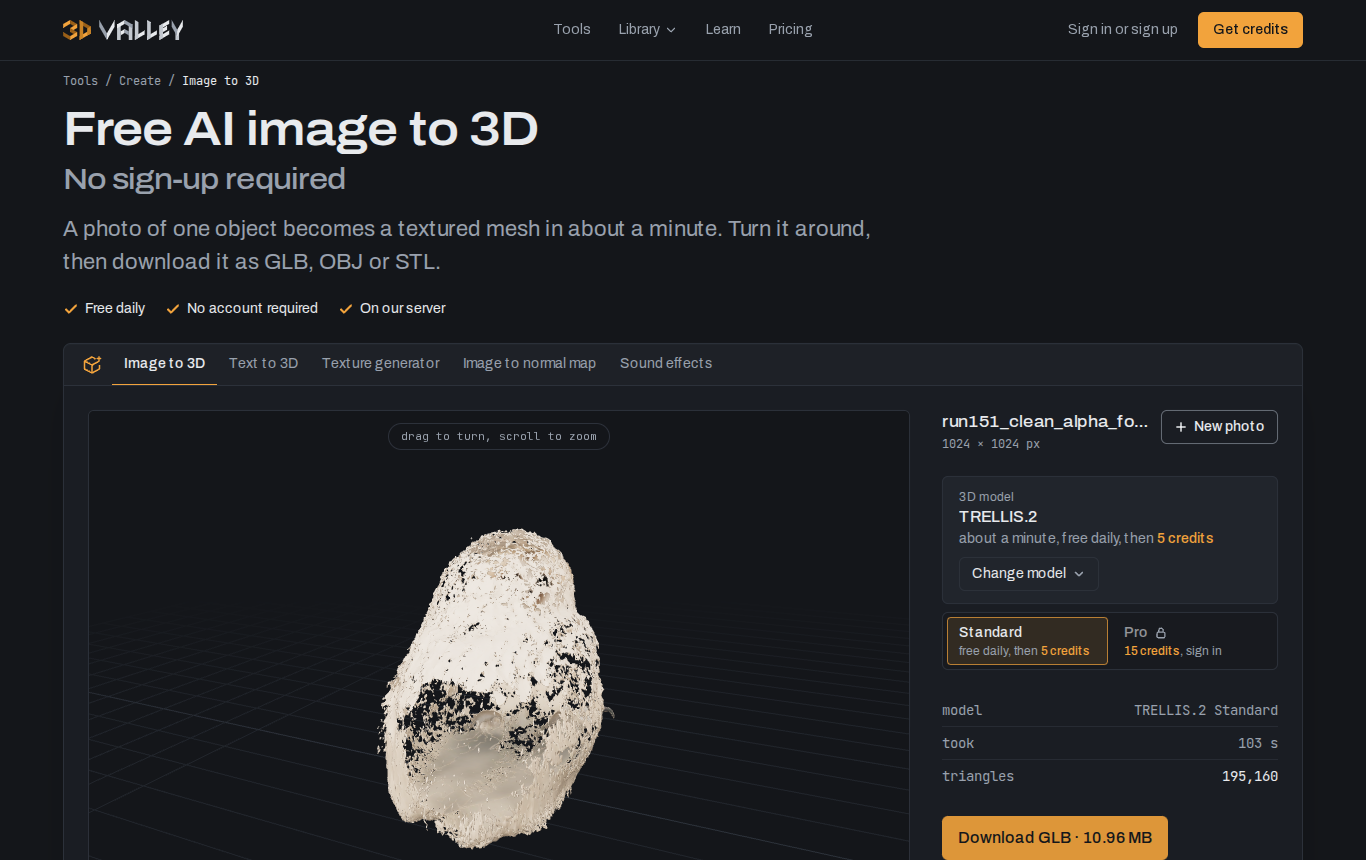 3D VALLEY
Tools
Library
Learn
Pricing
Sign in or sign up
Get credits
Tools / Create / Image to 3D
Free AI image to 3D
No sign-up required
A photo of one object becomes a textured mesh in about a minute. Turn it around,
then download it as GLB, OBJ or STL.
Free daily
No account required
On our server
Image to 3D
Text to 3D
Texture generator
Image to normal map
Sound effects
drag to turn, scroll to zoom
run151_clean_alpha_fo...
1024 × 1024 px
+ New photo
3D model
TRELLIS.2
about a minute, free daily, then 5 credits
Change model
Standard
free daily, then 5 credits
Pro
15 credits, sign in
model
TRELLIS.2 Standard
took
103 s
triangles
195,160
Download GLB · 10.96 MB